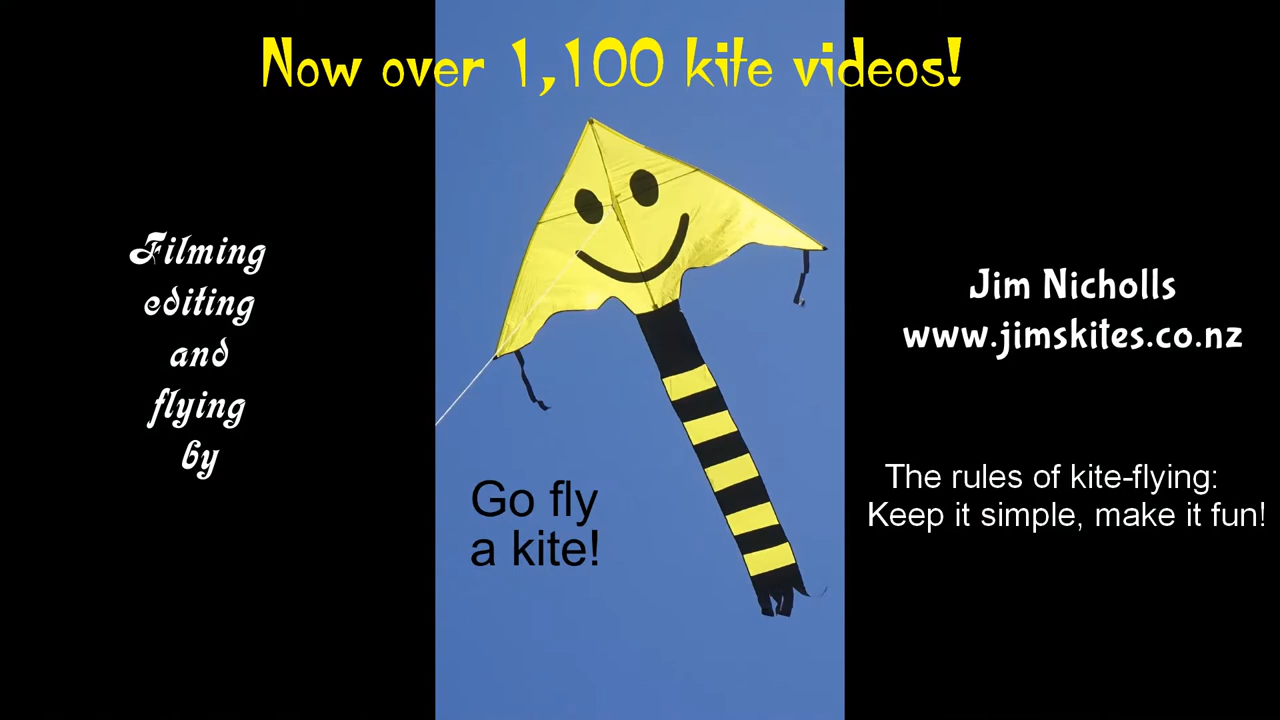 Now over 1,100 kite videos!
Filming
editing
and
flying
by
Jim Nicholls
www.jimskites.co.nz
Go fly
a kite!
The rules of kite-flying:
Keep it simple, make it fun!